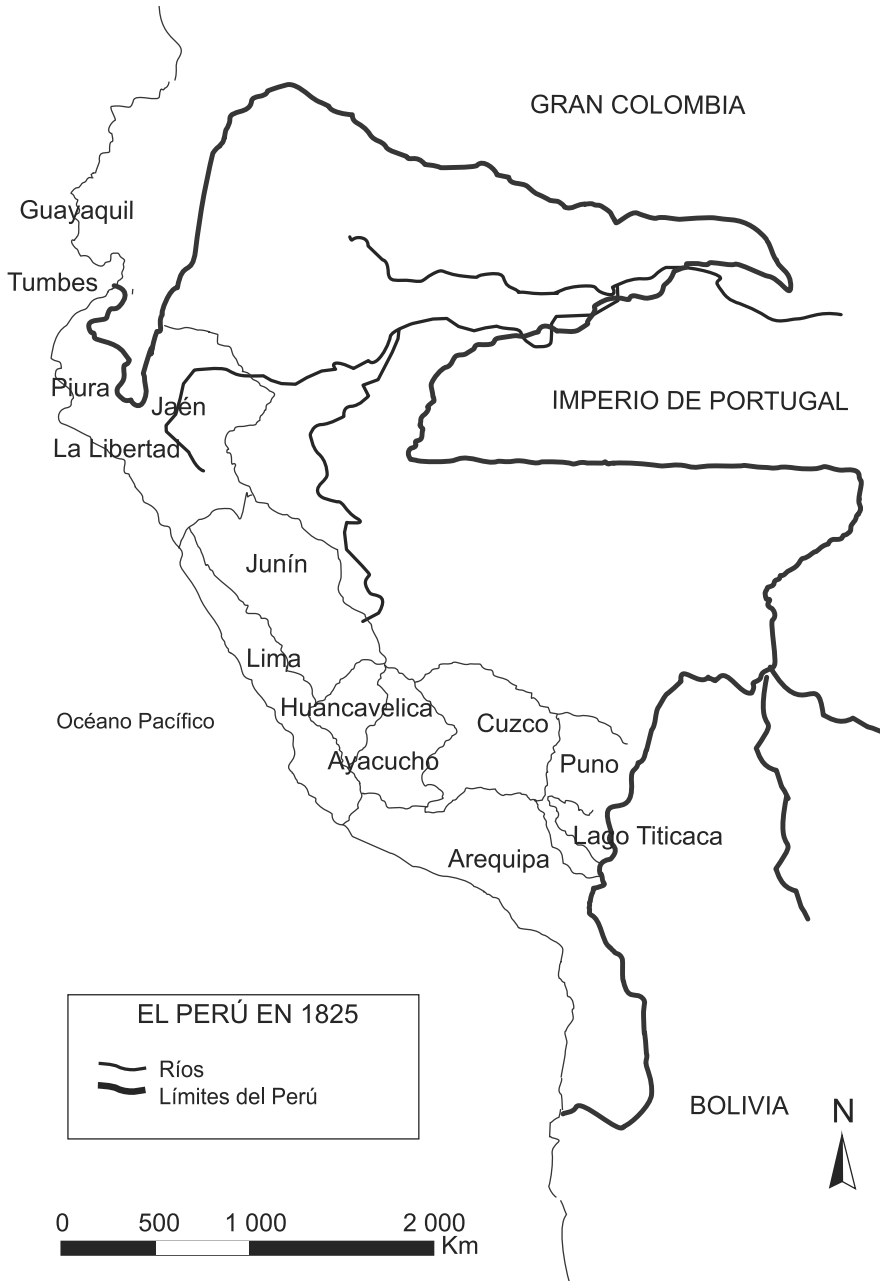 GRAN COLOMBIA
Guayaquil
Tumbes
Piura
Jaén
IMPERIO DE PORTUGAL
La Libertad
Junín
Lima
Huancavelica
Océano Pacífico
Cuzco
Ayacucho
Puno
Lago Titicaca
Arequipa
EL PERÚ EN 1825
Ríos
Límites del Perú
BOLIVIA
N
0 500 1 000 2 000
Km